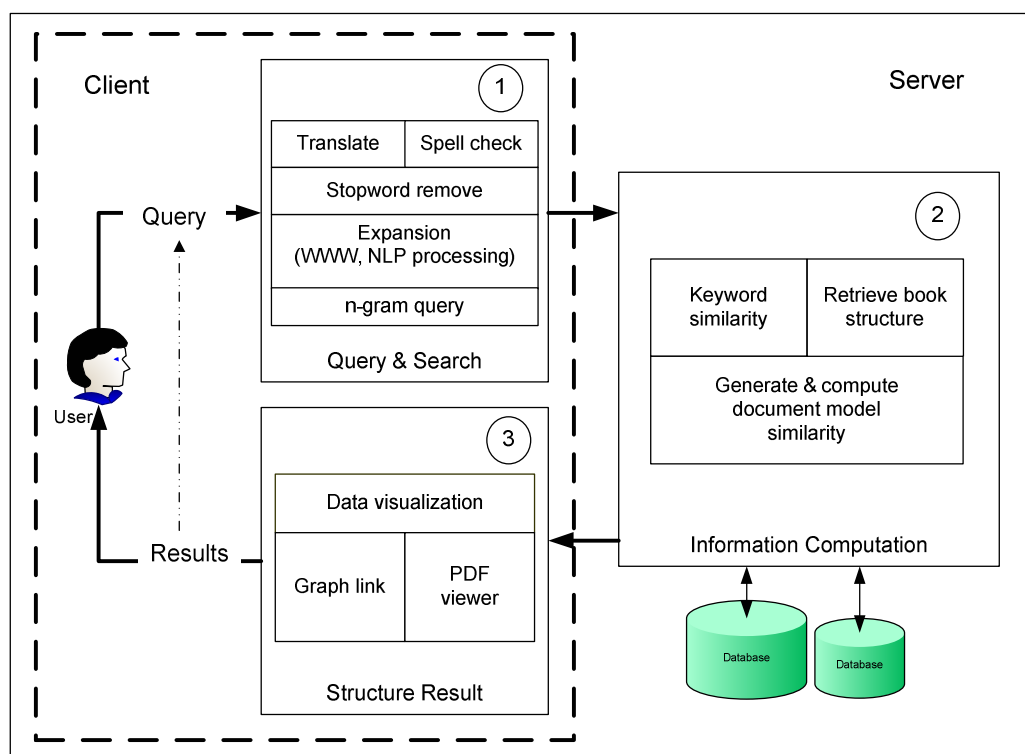 Client
Server
1
Translate
Spell check
Stopword remove
Expansion
(WWW, NLP processing)
n-gram query
Query & Search
Query
User
Results
2
Keyword
similarity
Retrieve book
structure
Generate & compute
document model
similarity
Information Computation
Database
Database
3
Data visualization
Graph link
PDF
viewer
Structure Result